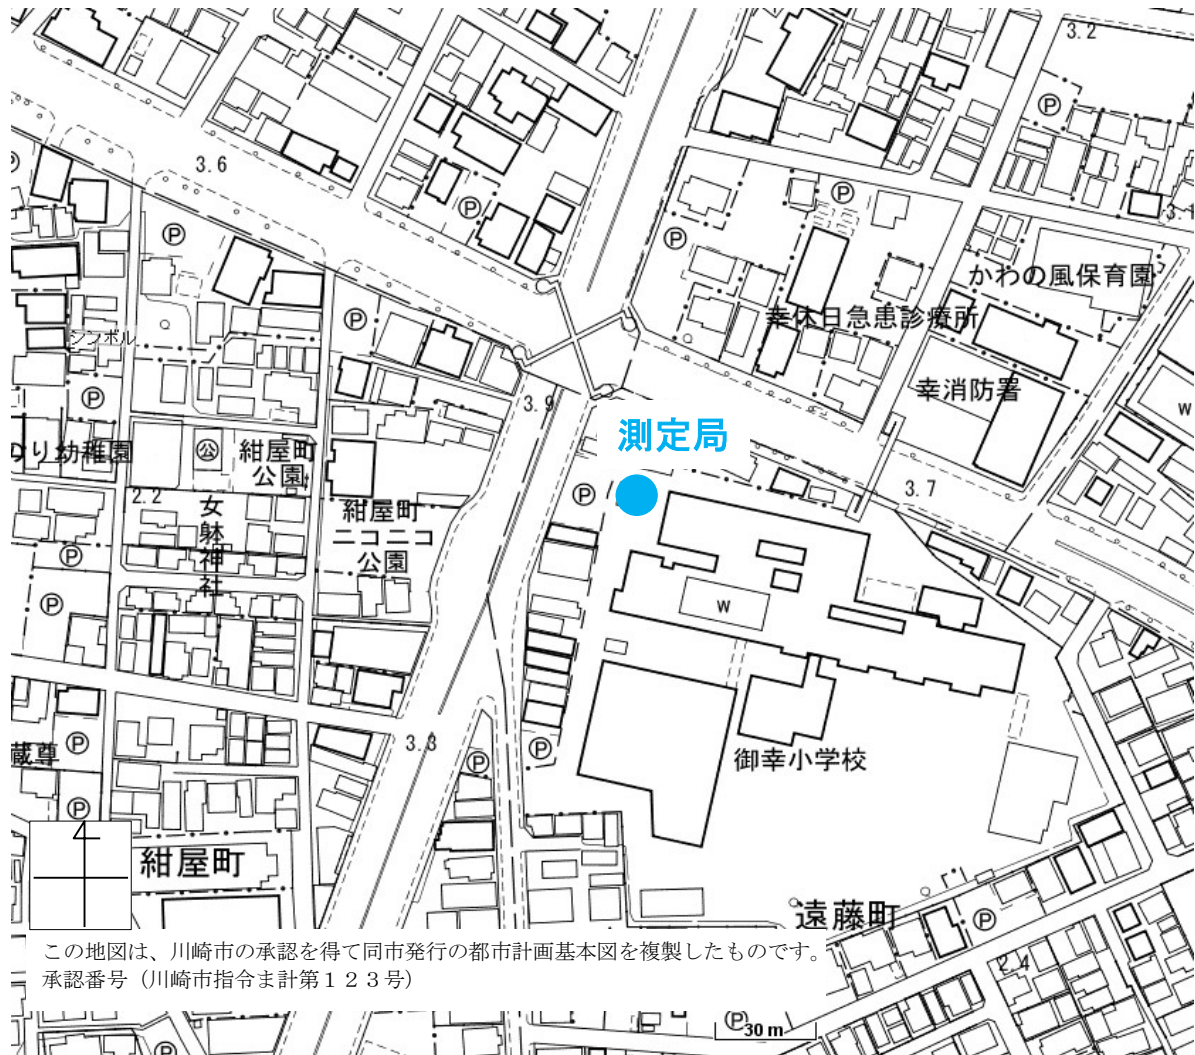 3.2
Ⓟ
3.6
Ⓟ
Ⓟ
3.1
Ⓟ
Ⓟ
かわの風保育園
幸休日急患診療所
Ⓟ
シンボル
幸消防署
Ⓟ
3.9
W
測定局
公
紺屋町
公園
り幼稚園
2.2
女躰神社
紺屋町
ニコニコ
公園
Ⓟ
3.7
Ⓟ
Ⓟ
W
3.3
Ⓟ
Ⓟ
Ⓟ
蔵尊
御幸小学校
Ⓟ
紺屋町
遠藤町
Ⓟ
この地図は、川崎市の承認を得て同市発行の都市計画基本図を複製したものです。
承認番号（川崎市指令ま計第１２３号）
2.4
Ⓟ
30 m
Ⓟ